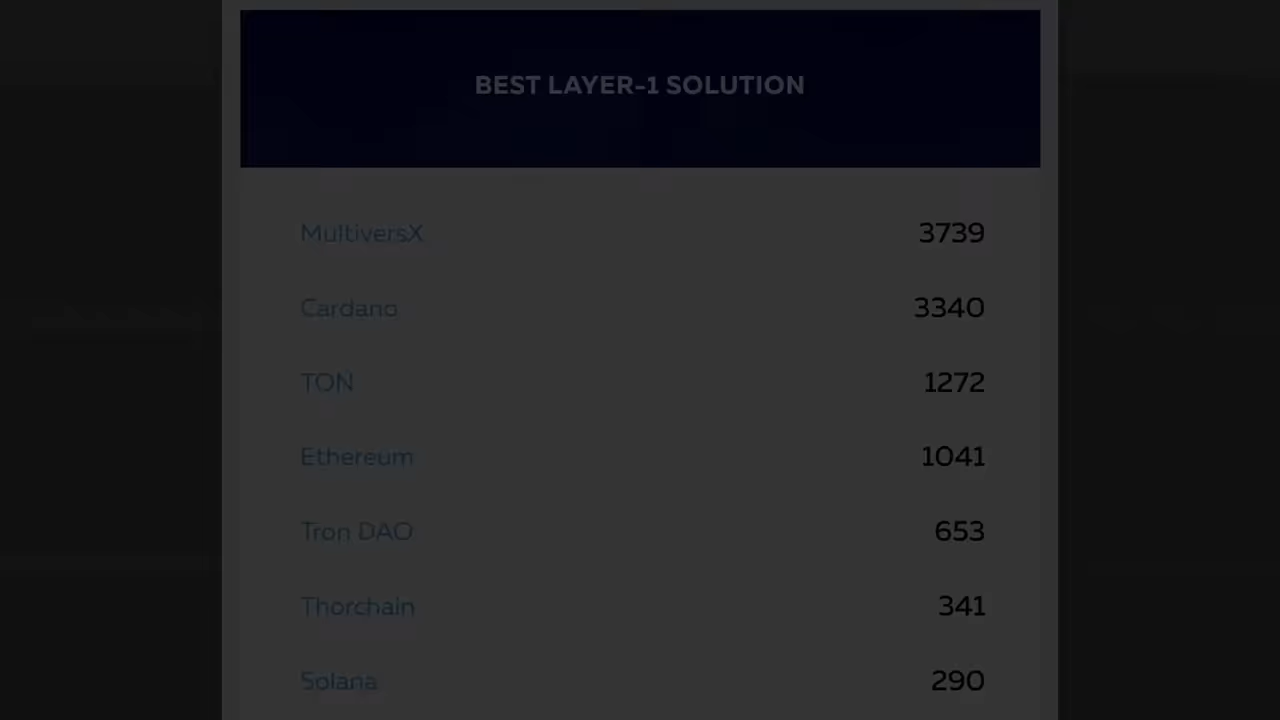 BEST LAYER-1 SOLUTION
MultiversX 3739
Cardano 3340
TON 1272
Ethereum 1041
Tron DAO 653
Thorchain 341
Solana 290